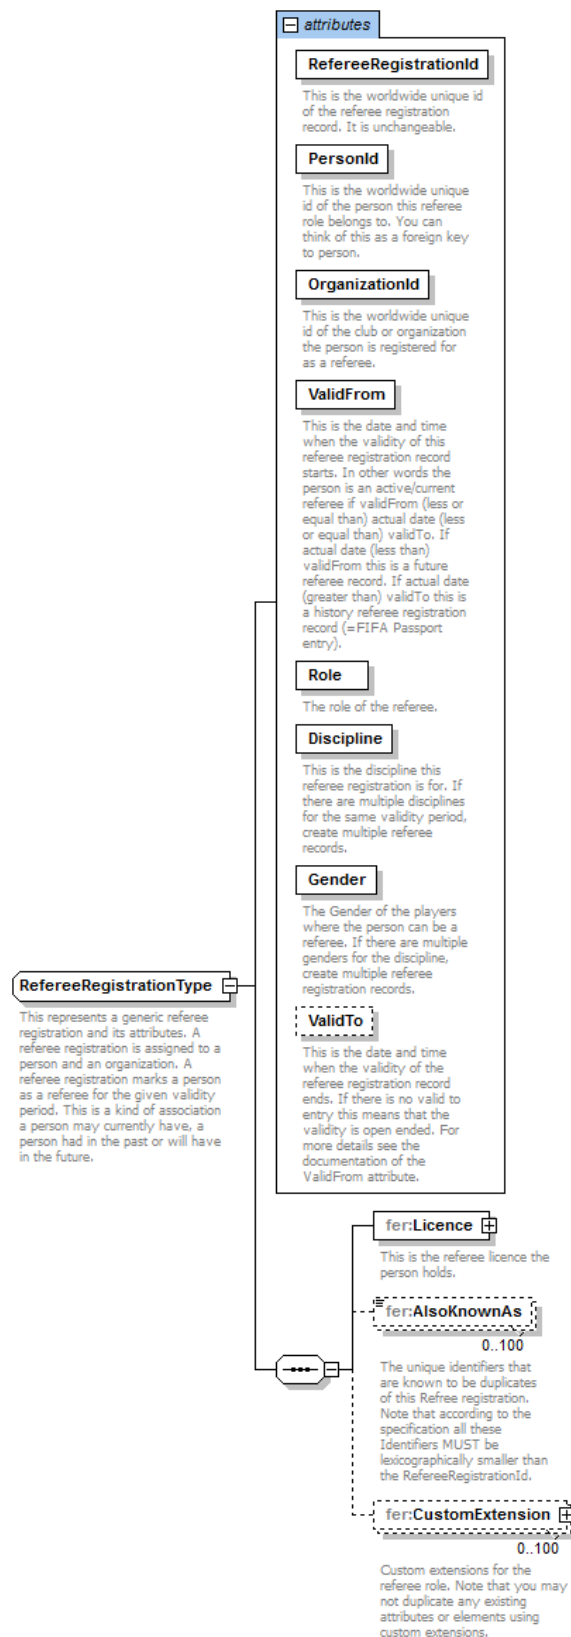 attributes
RefereeRegistrationId
This is the worldwide unique id
of the referee registration
record. It is unchangeable.
PersonId
This is the worldwide unique
id of the person this referee
role belongs to. You can
think of this as a foreign key
to person.
OrganizationId
This is the worldwide unique
id of the club or organization
the person is registered for
as a referee.
ValidFrom
This is the date and time
when the validity of this
referee registration record
starts. In other words the
person is an active/current
referee if validFrom (less or
equal than) actual date (less
or equal than) validTo. If
actual date (less than)
validFrom this is a future
referee record. If actual date
(greater than) validTo this is
a history referee registration
record (=FIFA Passport
entry).
Role
The role of the referee.
Discipline
This is the discipline this
referee registration is for. If
there are multiple disciplines
for the same validity period,
create multiple referee
records.
Gender
The Gender of the players
where the person can be a
referee. If there are multiple
genders for the discipline,
create multiple referee
registration records.
RefereeRegistrationType
This represents a generic referee
registration and its attributes. A
referee registration is assigned to a
person and an organization. A
referee registration marks a person
as a referee for the given validity
period. This is a kind of association
a person may currently have, a
person had in the past or will have
in the future.
ValidTo
This is the date and time
when the validity of the
referee registration record
ends. If there is no valid to
entry this means that the
validity is open ended. For
more details see the
documentation of the
ValidFrom attribute.
fer:Licence
This is the referee licence the
person holds.
fer:AlsoKnownAs
0..100
The unique identifiers that
are known to be duplicates
of this Refree registration.
Note that according to the
specification all these
Identifiers MUST be
lexicographically smaller than
the RefereeRegistrationId.
fer:CustomExtension
0..100
Custom extensions for the
referee role. Note that you may
not duplicate any existing
attributes or elements using
custom extensions.